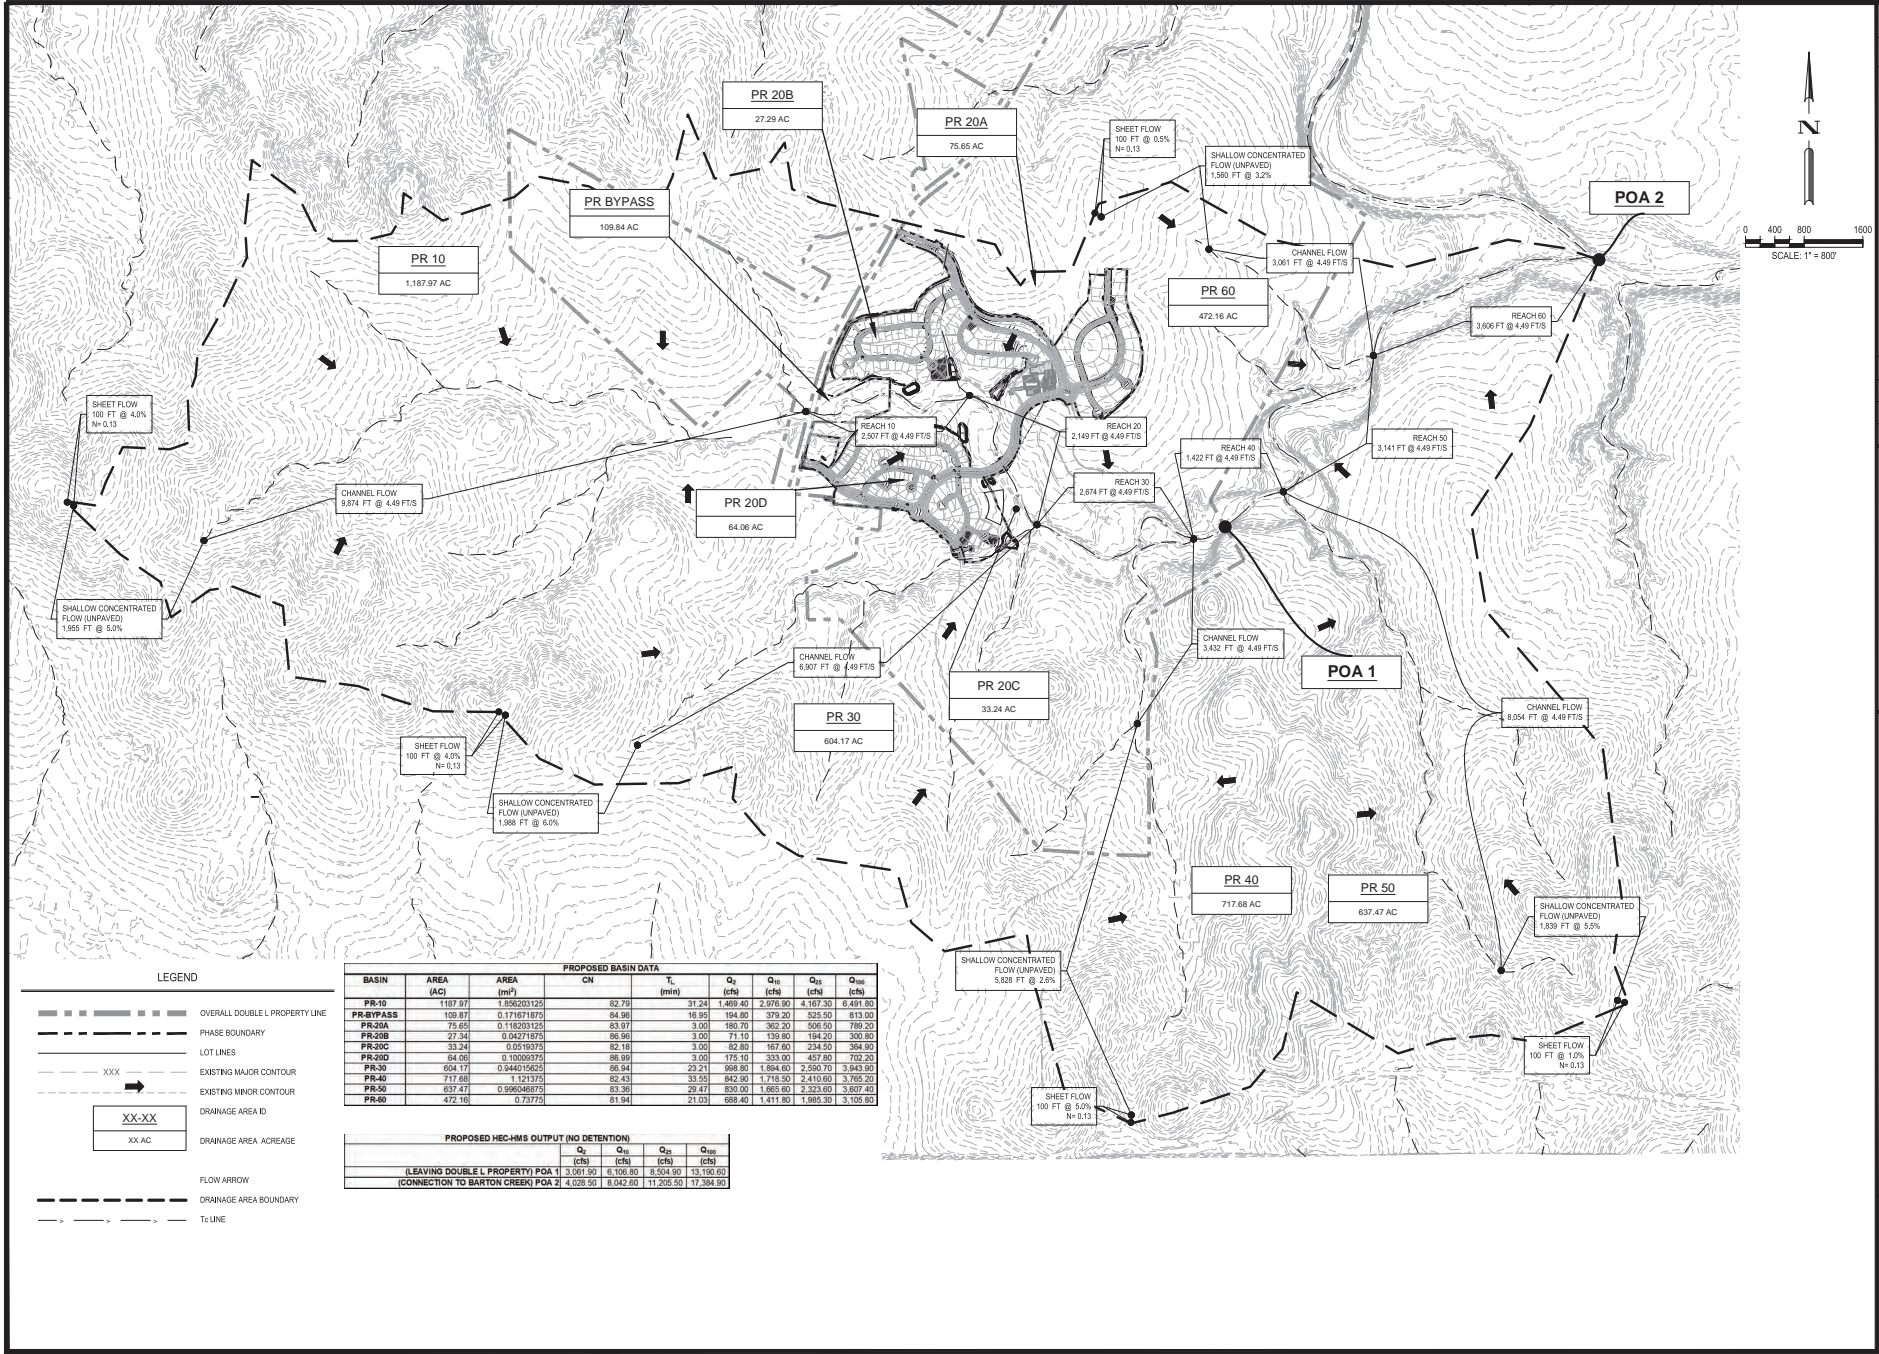 PR 20B
27.29 AC
PR 20A
75.65 AC
SHEET FLOW
100 FT @ 0.5%
N= 0.13
SHALLOW CONCENTRATED
FLOW (UNPAVED)
1,560 FT @ 3.2%
N
POA 2
0 400 800 1600
SCALE: 1" = 800'
PR BYPASS
109.84 AC
PR 10
1,187.97 AC
CHANNEL FLOW
3,061 FT @ 4.49 FT/S
PR 60
472.16 AC
REACH 60
3,606 FT @ 4.49 FT/S
SHEET FLOW
100 FT @ 4.0%
N= 0.13
REACH 10
2,507 FT @ 4.49 FT/S
REACH 20
2,149 FT @ 4.49 FT/S
REACH 40
1,422 FT @ 4.49 FT/S
REACH 50
3,141 FT @ 4.49 FT/S
CHANNEL FLOW
9,874 FT @ 4.49 FT/S
PR 20D
64.06 AC
REACH 30
2,674 FT @ 4.49 FT/S
SHALLOW CONCENTRATED
FLOW (UNPAVED)
1,955 FT @ 5.0%
CHANNEL FLOW
6,907 FT @ 4.49 FT/S
CHANNEL FLOW
3,432 FT @ 4.49 FT/S
POA 1
PR 20C
33.24 AC
PR 30
604.17 AC
CHANNEL FLOW
8,054 FT @ 4.49 FT/S
SHEET FLOW
100 FT @ 4.0%
N= 0.13
SHALLOW CONCENTRATED
FLOW (UNPAVED)
1,988 FT @ 6.0%
PR 40
717.68 AC
PR 50
637.47 AC
SHALLOW CONCENTRATED
FLOW (UNPAVED)
1,839 FT @ 5.5%
SHALLOW CONCENTRATED
FLOW (UNPAVED)
5,828 FT @ 2.6%
SHEET FLOW
100 FT @ 1.0%
N= 0.13
SHEET FLOW
100 FT @ 5.0%
N= 0.13
LEGEND
OVERALL DOUBLE L PROPERTY LINE
PHASE BOUNDARY
LOT LINES
XXX EXISTING MAJOR CONTOUR
EXISTING MINOR CONTOUR
XX-XX DRAINAGE AREA ID
XX AC DRAINAGE AREA ACREAGE
FLOW ARROW
DRAINAGE AREA BOUNDARY
> > > Tc LINE
PROPOSED BASIN DATA
BASIN AREA AREA CN TL Q2 Q10 Q25 Q100
(AC) (mi²) (min) (cfs) (cfs) (cfs) (cfs)
PR-10 1187.97 1.856203125 82.79 31.24 1,469.40 2,976.90 4,167.30 6,491.80
PR-BYPASS 109.87 0.171671875 84.96 16.95 194.80 379.20 525.50 813.00
PR-20A 75.65 0.118203125 83.97 3.00 180.70 362.20 506.50 789.20
PR-20B 27.34 0.04271875 86.96 3.00 71.10 139.80 194.20 300.80
PR-20C 33.24 0.0519375 82.18 3.00 82.80 167.60 234.50 364.90
PR-20D 64.06 0.10009375 86.99 3.00 175.10 333.00 457.80 702.20
PR-30 604.17 0.944015625 86.94 23.21 998.80 1,894.60 2,590.70 3,943.90
PR-40 717.68 1.121375 82.43 33.55 842.90 1,718.50 2,410.60 3,765.20
PR-50 637.47 0.996046875 83.36 29.47 830.00 1,665.60 2,323.60 3,607.40
PR-60 472.16 0.73775 81.94 21.03 688.40 1,411.80 1,985.30 3,105.80
PROPOSED HEC-HMS OUTPUT (NO DETENTION)
Q2 Q10 Q25 Q100
(cfs) (cfs) (cfs) (cfs)
(LEAVING DOUBLE L PROPERTY) POA 1 3,061.90 6,106.80 8,504.90 13,190.60
(CONNECTION TO BARTON CREEK) POA 2 4,028.50 8,042.60 11,205.50 17,384.90